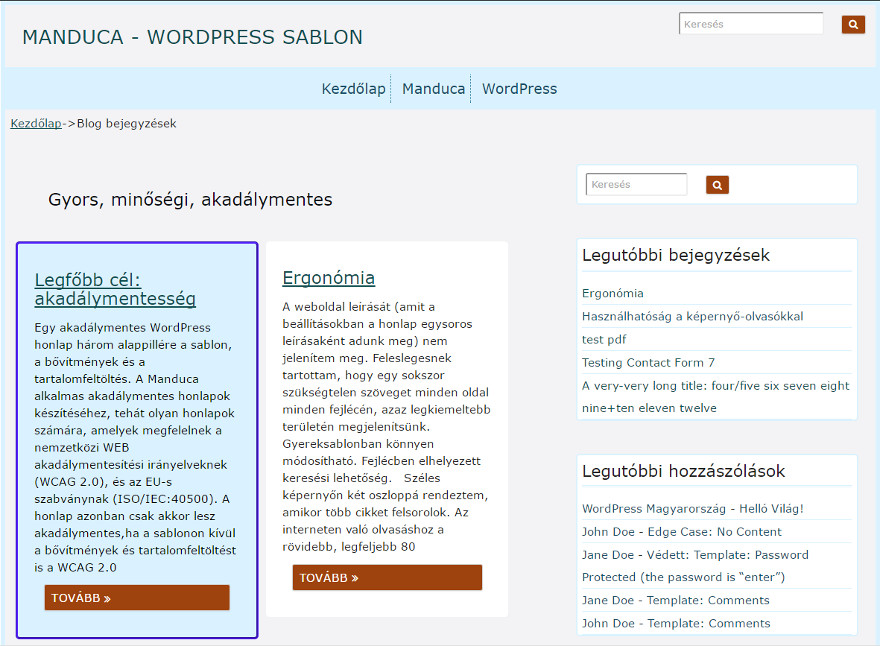 MANDUCA - WORDPRESS SABLON
Keresés
Kezdőlap
Manduca
WordPress
Kezdőlap->Blog bejegyzések
Gyors, minőségi, akadálymentes
Legfőbb cél:
akadálymentesség
Egy akadálymentes WordPress
honlap három alappillére a sablon,
a bővítmények és a
tartalomfeltöltés. A Manduca
alkalmas akadálymentes honlapok
készítéséhez, tehát olyan honlapok
számára, amelyek megfelelnek a
nemzetközi WEB
akadálymentesítési irányelveknek
(WCAG 2.0), és az EU-s
szabványnak (ISO/IEC:40500). A
honlap azonban csak akkor lesz
akadálymentes,ha a sablonon kívül
a bővítmények és tartalomfeltöltést
is a WCAG 2.0
TOVÁBB »
Ergonómia
A weboldal leírását (amit a
beállításokban a honlap egysoros
leírásaként adunk meg) nem
jelenítem meg. Feleslegesnek
tartottam, hogy egy sokszor
szükségtelen szöveget minden oldal
minden fejlécén, azaz legkiemeltebb
területén megjelenítsünk.
Gyereksablonban könnyen
módosítható. Fejlécben elhelyezett
keresési lehetőség.   Széles
képernyőn két oszloppá rendeztem,
amikor több cikket felsorolok. Az
interneten való olvasáshoz a
rövidebb, legfeljebb 80
TOVÁBB »
Keresés
Legutóbbi bejegyzések
Ergonómia
Használhatóság a képernyő-olvasókkal
test pdf
Testing Contact Form 7
A very-very long title: four/five six seven eight
nine+ten eleven twelve
Legutóbbi hozzászólások
WordPress Magyarország - Helló Világ!
John Doe - Edge Case: No Content
Jane Doe - Védett: Template: Password
Protected (the password is “enter”)
Jane Doe - Template: Comments
John Doe - Template: Comments